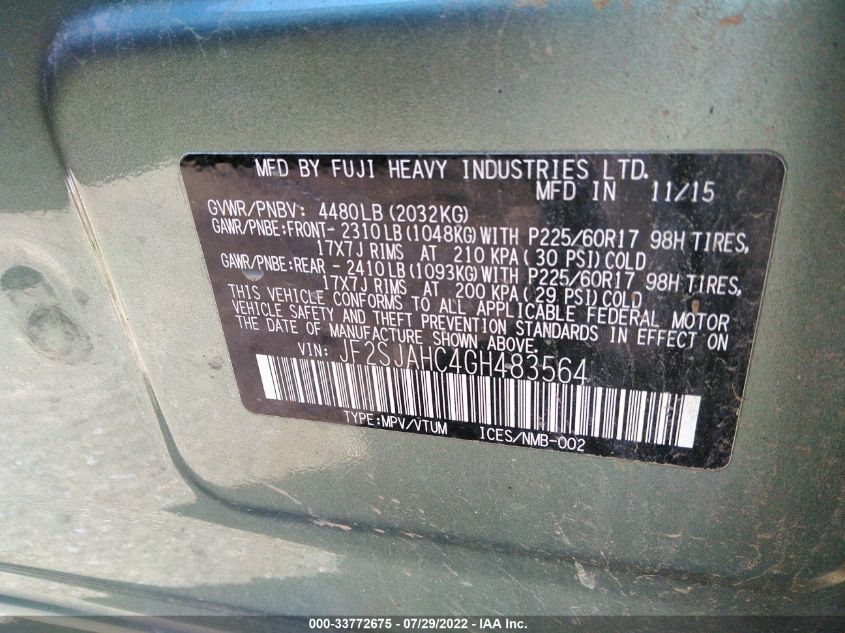 MFD BY FUJI HEAVY INDUSTRIES LTD.
MFD IN 11/15
GVWR/PNBV: 4480LB (2032KG)
GAWR/PNBE:FRONT- 2310LB (1048KG) WITH P225/60R17 98H TIRES,
17X7J RIMS AT 210 KPA( 30 PSI)COLD
GAWR/PNBE:REAR - 2410LB (1093KG) WITH P225/60R17 98H TIRES,
17X7J RIMS AT 200 KPA( 29 PSI)COLD
THIS VEHICLE CONFORMS TO ALL APPLICABLE FEDERAL MOTOR
VEHICLE SAFETY AND THEFT PREVENTION STANDARDS IN EFFECT ON
THE DATE OF MANUFACTURE SHOWN ABOVE.
VIN: JF2SJAHC4GH483564
TYPE:MPV/VTUM ICES/NMB-002
000-33772675 - 07/29/2022 - IAA Inc.